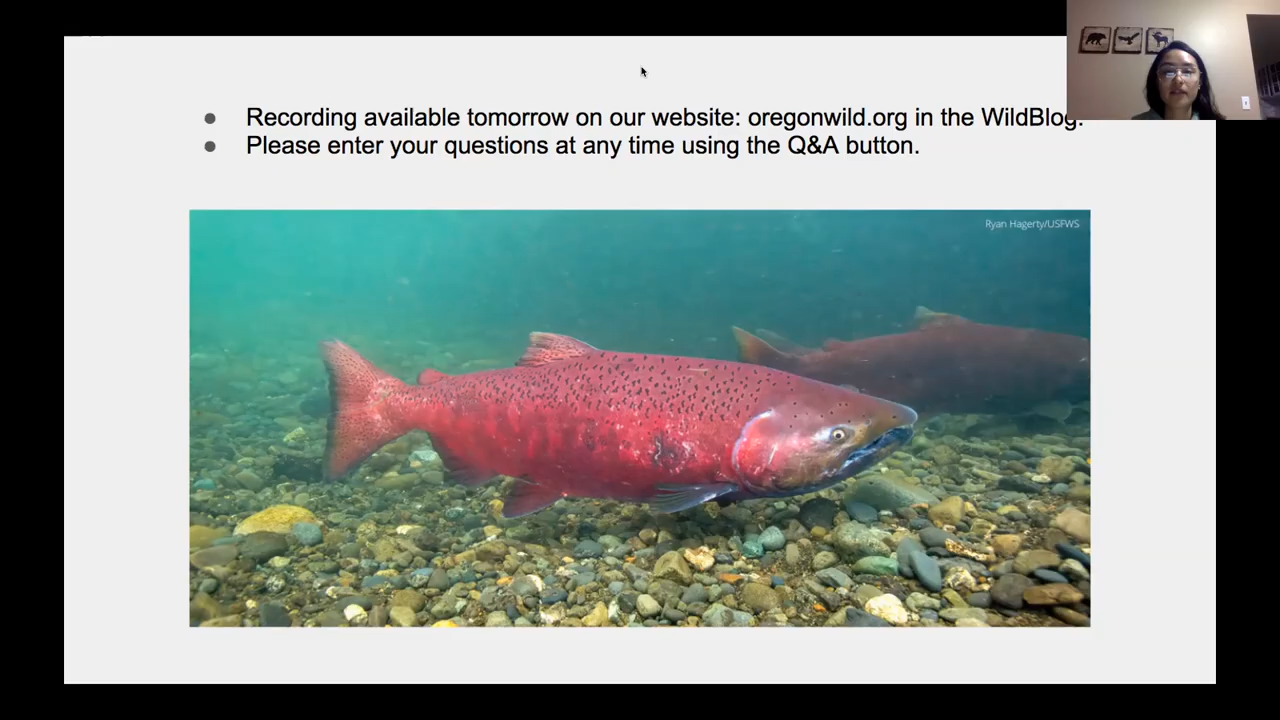 Recording available tomorrow on our website: oregonwild.org in the WildBlog.
Please enter your questions at any time using the Q&A button.
Ryan Hagerty/USFWS